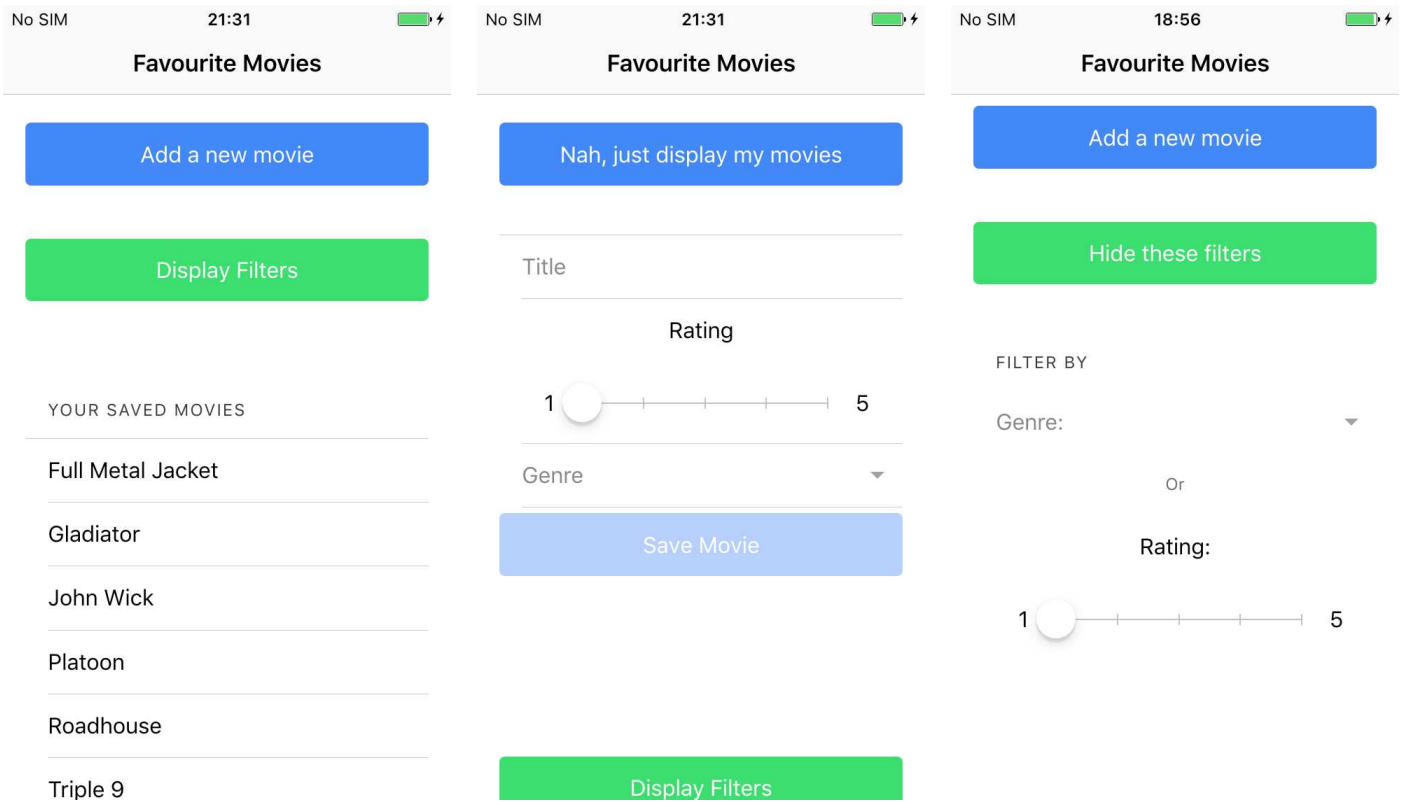 No SIM 21:31
Favourite Movies
Add a new movie
Display Filters
YOUR SAVED MOVIES
Full Metal Jacket
Gladiator
John Wick
Platoon
Roadhouse
Triple 9
No SIM 21:31
Favourite Movies
Nah, just display my movies
Title
Rating
1 5
Genre
Save Movie
Display Filters
No SIM 18:56
Favourite Movies
Add a new movie
Hide these filters
FILTER BY
Genre:
Or
Rating:
1 5